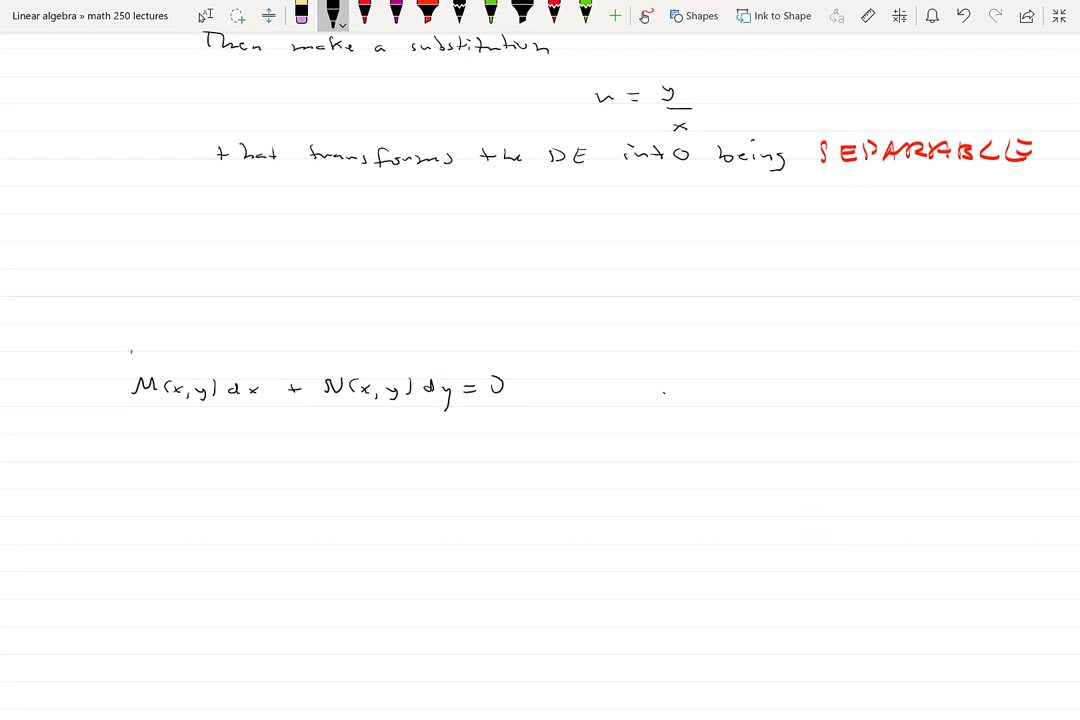 Linear algebra » math 250 lectures
Shapes
Ink to Shape
Then make a substitution
u = y/x
that transforms the DE into being SEPARABLE
M(x,y)dx + N(x,y)dy = 0